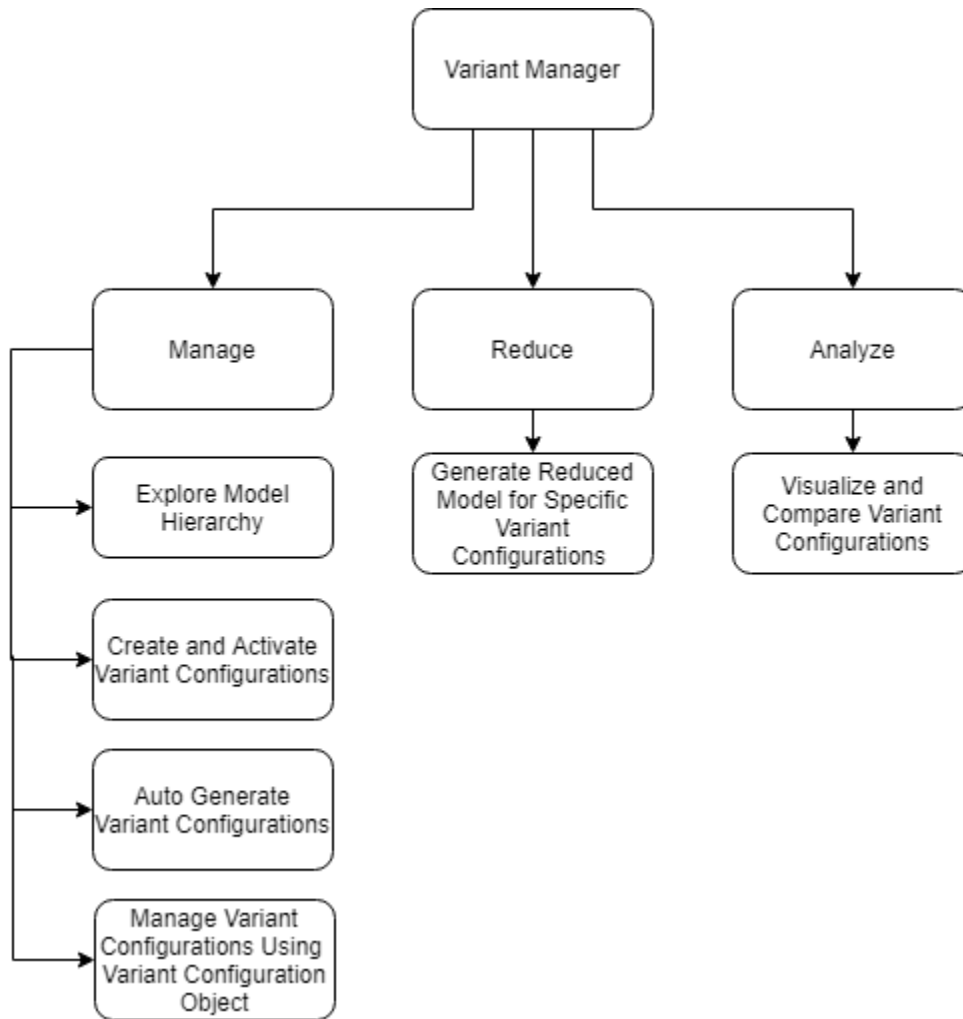 Variant Manager
Manage
Reduce
Analyze
Explore Model
Hierarchy
Generate Reduced
Model for Specific
Variant
Configurations
Visualize and
Compare Variant
Configurations
Create and Activate
Variant Configurations
Auto Generate
Variant Configurations
Manage Variant
Configurations Using
Variant Configuration
Object